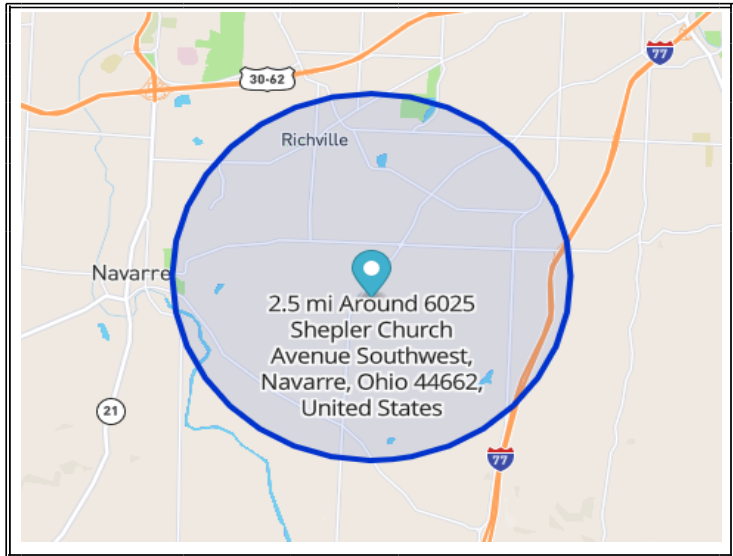 77
30-62
Richville
Navarre
2.5 mi Around 6025
Shepler Church
Avenue Southwest,
Navarre, Ohio 44662,
United States
21
77